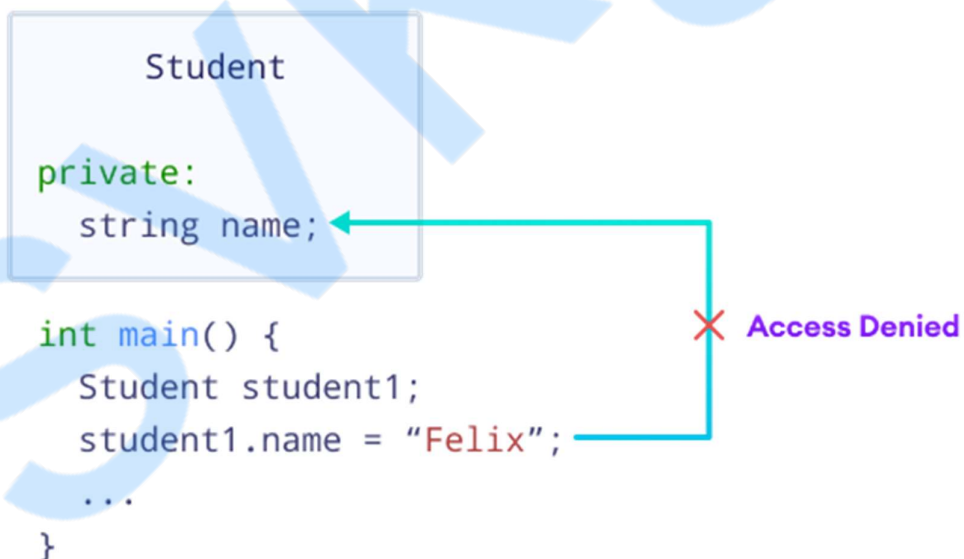 Student
private:
string name;
int main() {
Access Denied
Student student1;
student1.name = “Felix”;
...
}